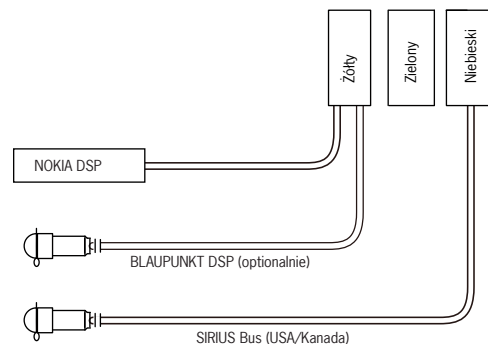 Żółty
Zielony
Niebieski
NOKIA DSP
BLAUPUNKT DSP (optionalnie)
SIRIUS Bus (USA/Kanada)